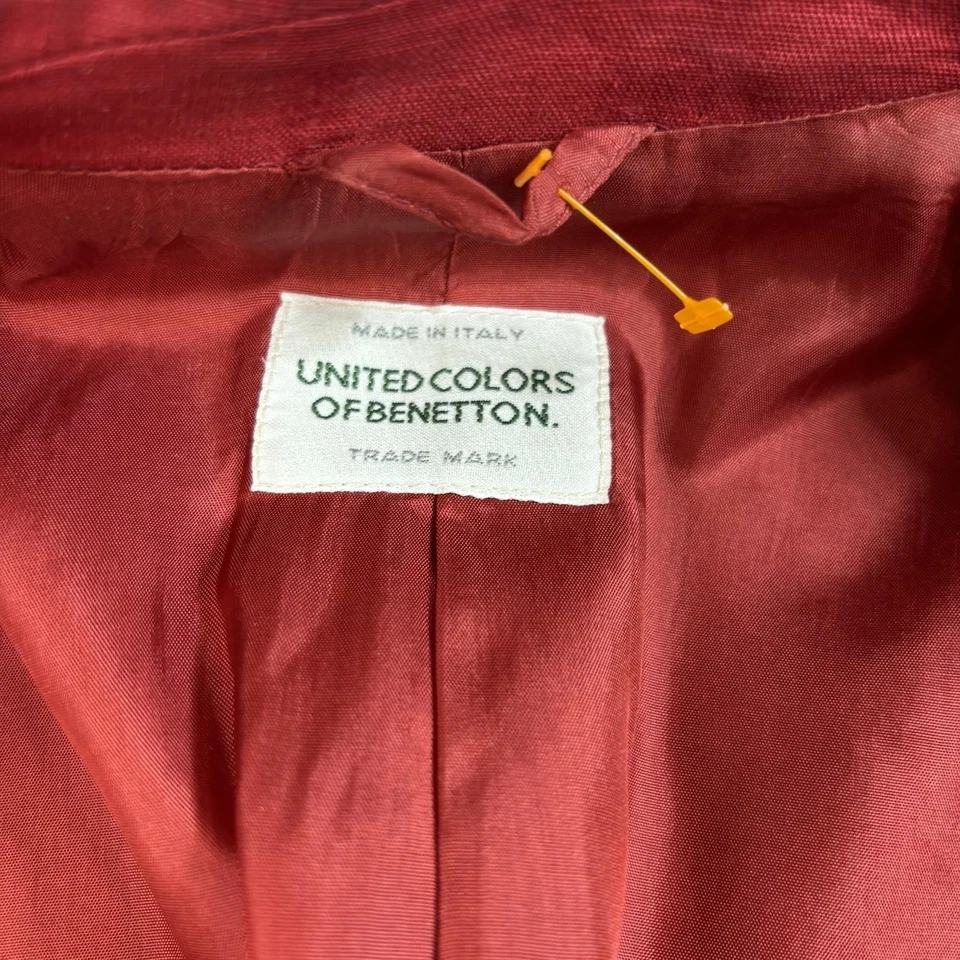 MADE IN ITALY
UNITED COLORS
OF BENETTON.
TRADE MARK